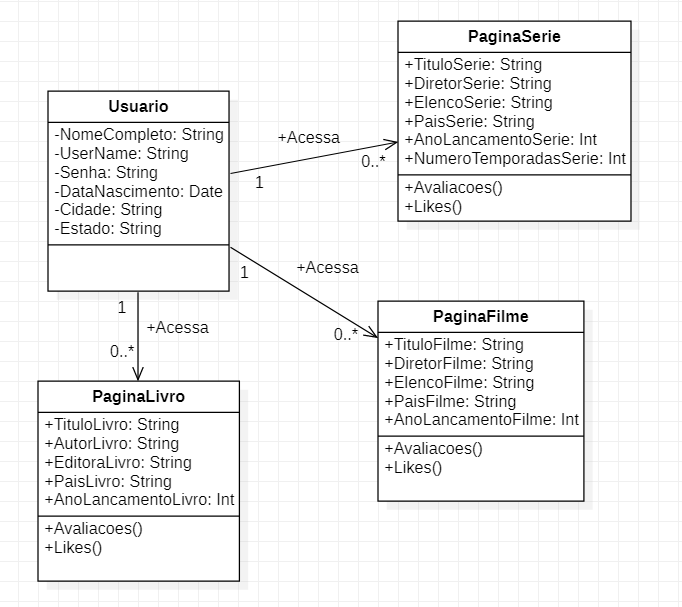 Usuario
-NomeCompleto: String
-UserName: String
-Senha: String
-DataNascimento: Date
-Cidade: String
-Estado: String
+Acessa
1
0..*
PaginaSerie
+TituloSerie: String
+DiretorSerie: String
+ElencoSerie: String
+PaisSerie: String
+AnoLancamentoSerie: Int
+NumeroTemporadasSerie: Int
+Avaliacoes()
+Likes()
+Acessa
1
0..*
PaginaFilme
+TituloFilme: String
+DiretorFilme: String
+ElencoFilme: String
+PaisFilme: String
+AnoLancamentoFilme: Int
+Avaliacoes()
+Likes()
1
+Acessa
0..*
PaginaLivro
+TituloLivro: String
+AutorLivro: String
+EditoraLivro: String
+PaisLivro: String
+AnoLancamentoLivro: Int
+Avaliacoes()
+Likes()